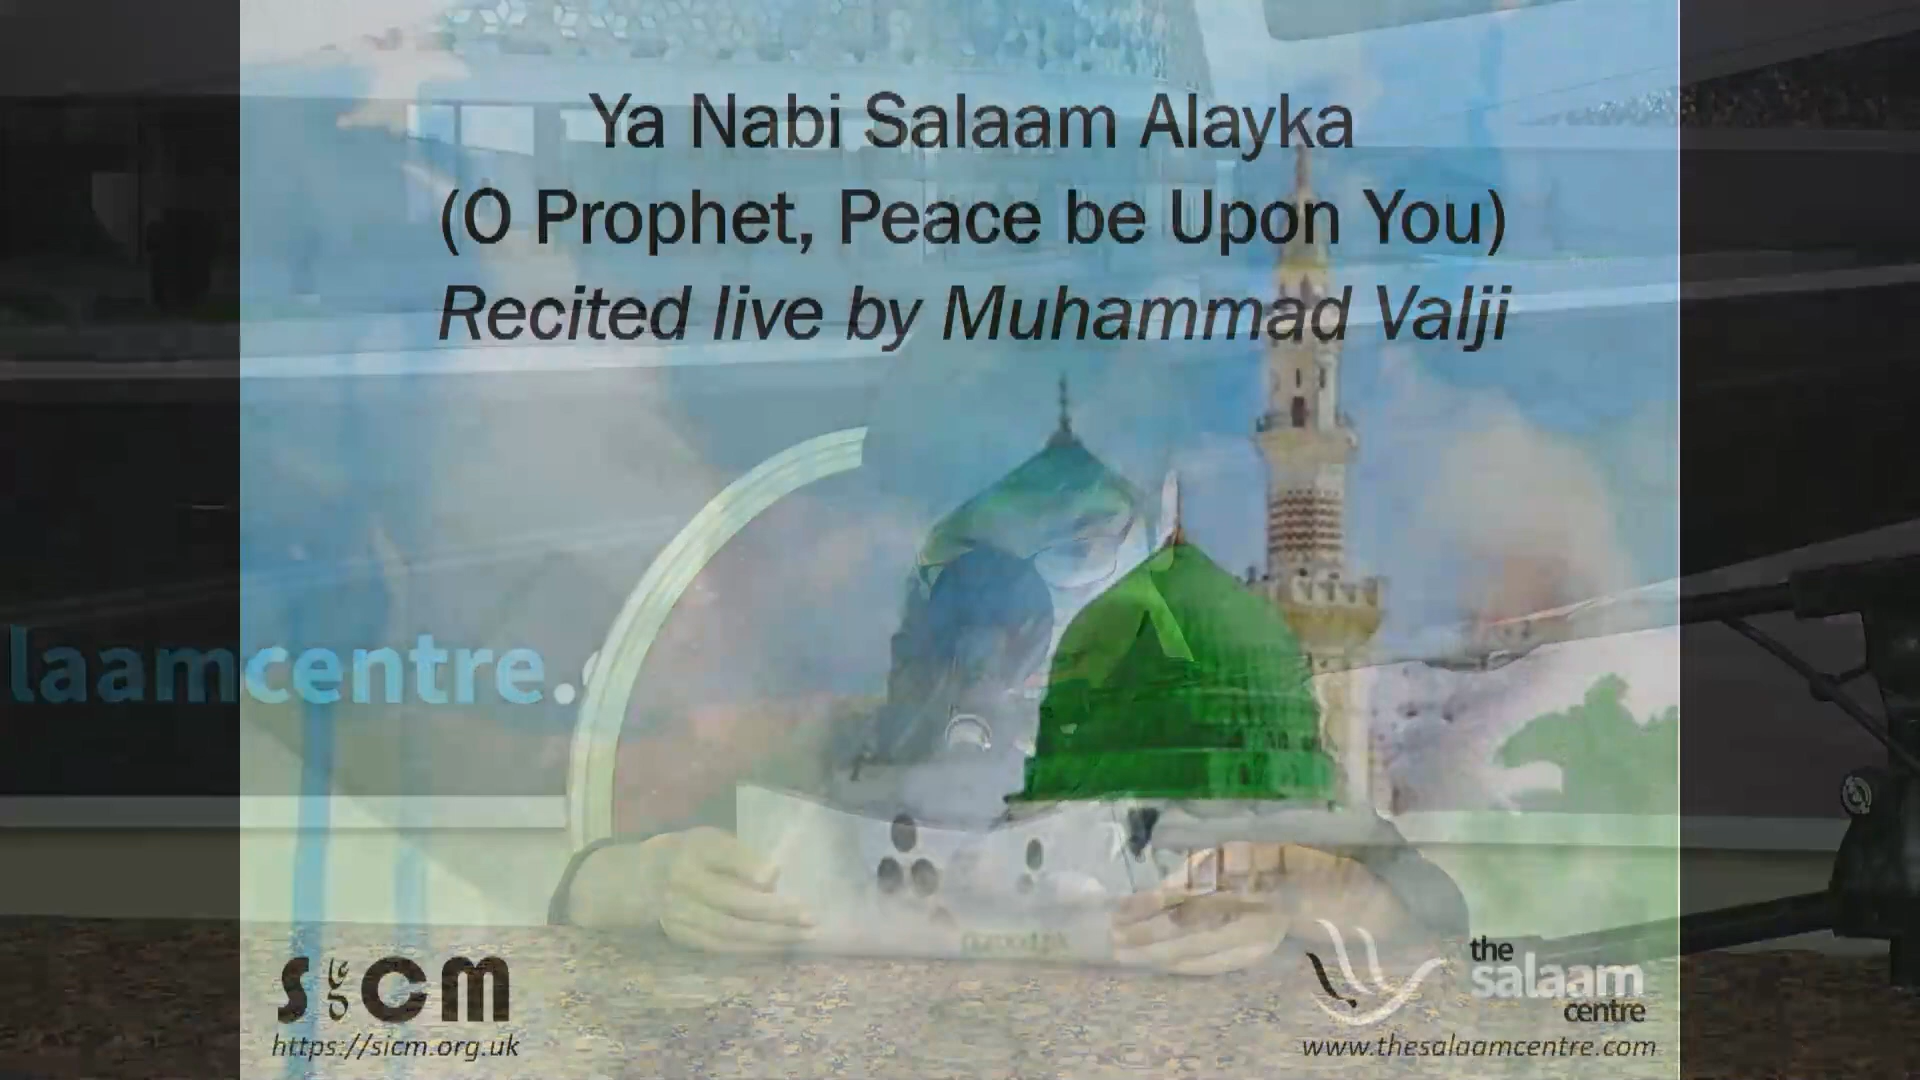 Ya Nabi Salaam Alayka
(O Prophet, Peace be Upon You)
Recited live by Muhammad Valji
laamcentre.
SICM
https://sicm.org.uk
the
salaam
centre
www.thesalaamcentre.com